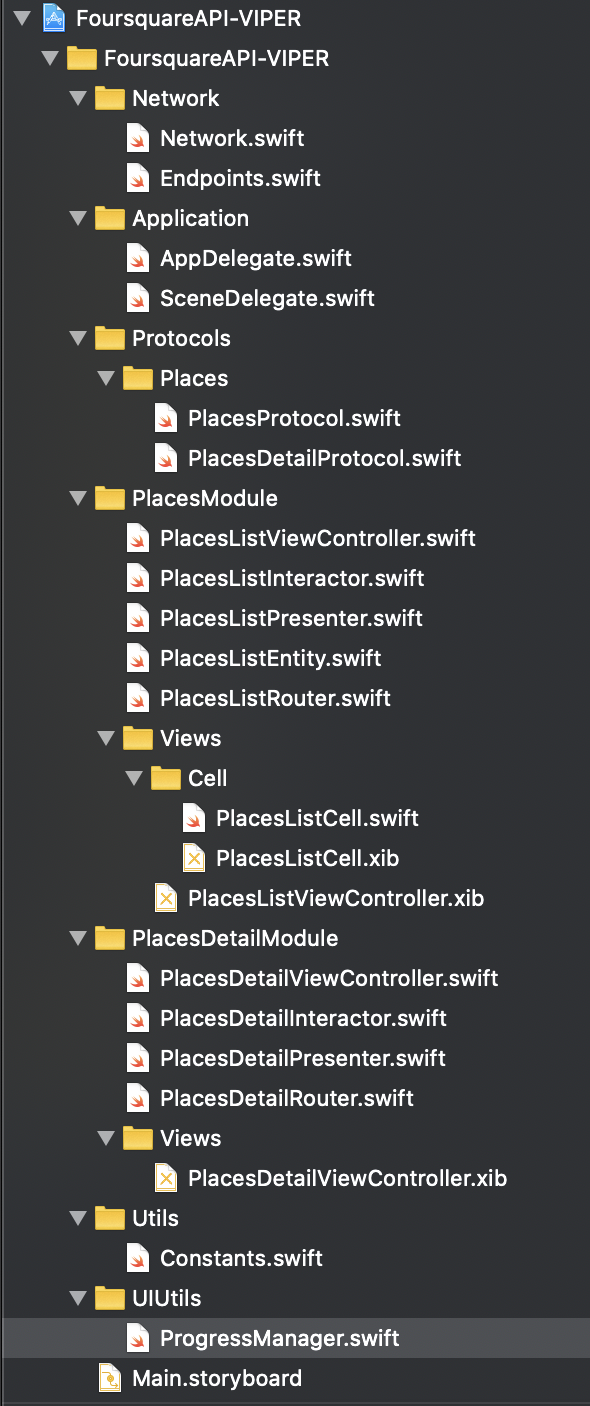 FoursquareAPI-VIPER
FoursquareAPI-VIPER
Network
Network.swift
Endpoints.swift
Application
AppDelegate.swift
SceneDelegate.swift
Protocols
Places
PlacesProtocol.swift
PlacesDetailProtocol.swift
PlacesModule
PlacesListViewController.swift
PlacesListInteractor.swift
PlacesListPresenter.swift
PlacesListEntity.swift
PlacesListRouter.swift
Views
Cell
PlacesListCell.swift
PlacesListCell.xib
PlacesListViewController.xib
PlacesDetailModule
PlacesDetailViewController.swift
PlacesDetailInteractor.swift
PlacesDetailPresenter.swift
PlacesDetailRouter.swift
Views
PlacesDetailViewController.xib
Utils
Constants.swift
UIUtils
ProgressManager.swift
Main.storyboard